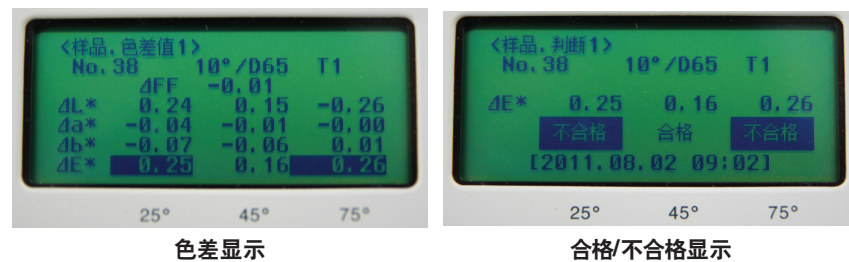 <样品、色差值1>
No. 38 10°/D65 T1
ΔFF -0.01
ΔL* 0.24 0.15 -0.26
Δa* -0.04 -0.01 -0.00
Δb* -0.07 -0.06 0.01
ΔE* 0.25 0.16 0.26
25° 45° 75°
色差显示
<样品、判断1>
No. 38 10°/D65 T1
ΔE* 0.25 0.16 0.26
不合格 合格 不合格
[2011.08.02 09:02]
25° 45° 75°
合格/不合格显示